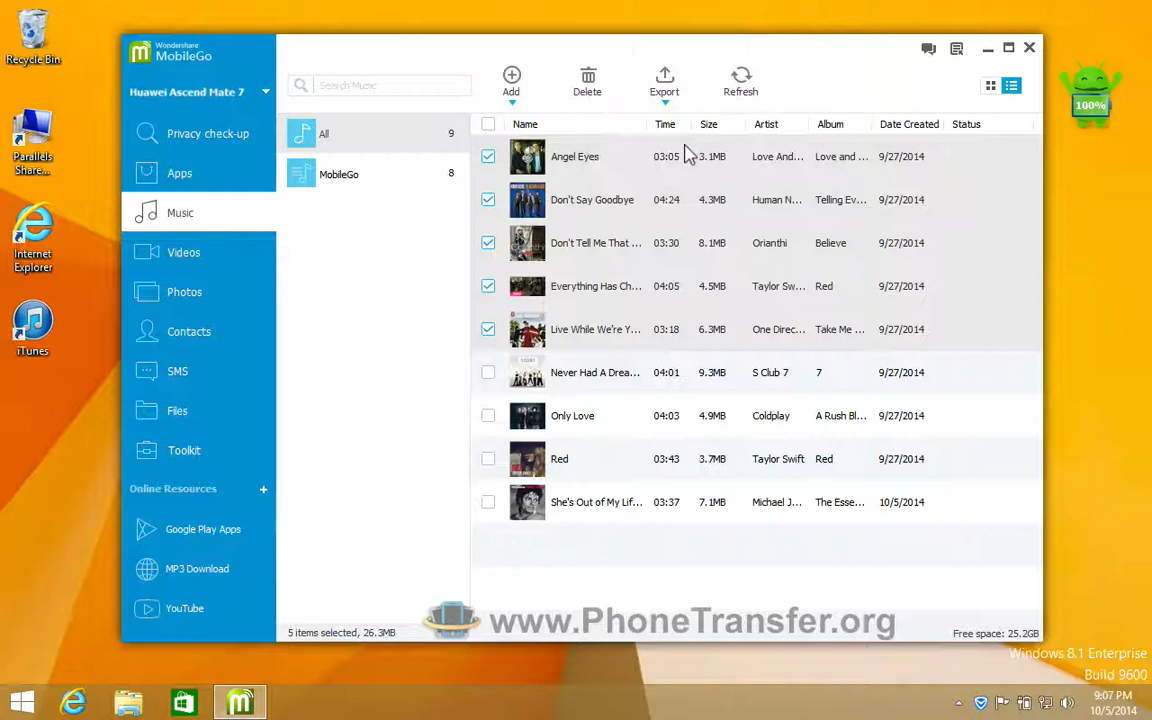 Recycle Bin
Parallels
Share...
Internet
Explorer
iTunes
Wondershare
MobileGo
Huawei Ascend Mate 7
Privacy check-up
Apps
Music
Videos
Photos
Contacts
SMS
Files
Toolkit
Online Resources +
Google Play Apps
MP3 Download
YouTube
Search Music
All 9
MobileGo 8
Add
Delete
Export
Refresh
Name Time Size Artist Album Date Created Status
Angel Eyes 03:05 3.1MB Love And... Love and ... 9/27/2014
Don't Say Goodbye 04:24 4.3MB Human N... Telling Ev... 9/27/2014
Don't Tell Me That ... 03:30 8.1MB Orianthi Believe 9/27/2014
Everything Has Ch... 04:05 4.5MB Taylor Sw... Red 9/27/2014
Live While We're Y... 03:18 6.3MB One Direc... Take Me ... 9/27/2014
Never Had A Drea... 04:01 9.3MB S Club 7 7 9/27/2014
Only Love 04:03 4.9MB Coldplay A Rush Bl... 9/27/2014
Red 03:43 3.7MB Taylor Swift Red 9/27/2014
She's Out of My Lif... 03:37 7.1MB Michael J... The Esse... 10/5/2014
5 items selected, 26.3MB
www.PhoneTransfer.org
Free space: 25.2GB
100%
Windows 8.1 Enterprise
Build 9600
9:07 PM
10/5/2014